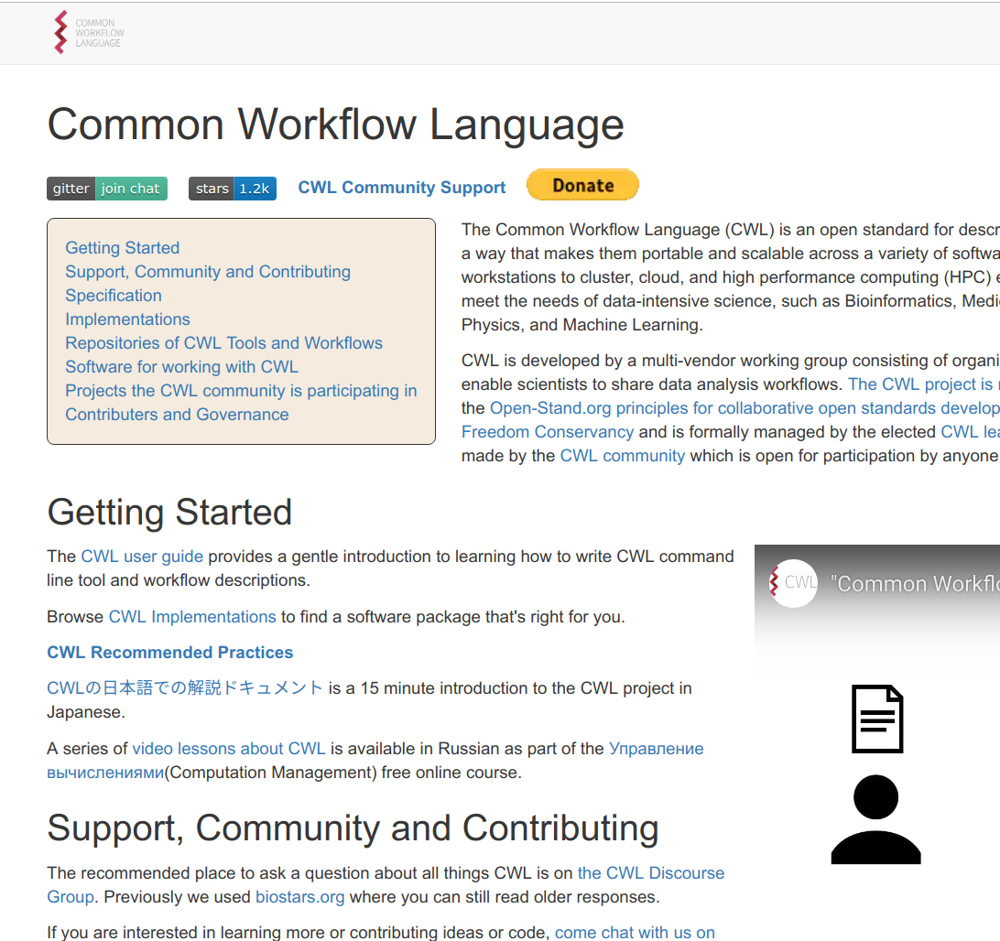 COMMON
WORKFLOW
LANGUAGE
Common Workflow Language
gitter join chat stars 1.2k CWL Community Support Donate
Getting Started
Support, Community and Contributing
Specification
Implementations
Repositories of CWL Tools and Workflows
Software for working with CWL
Projects the CWL community is participating in
Contributers and Governance
The Common Workflow Language (CWL) is an open standard for descr
a way that makes them portable and scalable across a variety of softwa
workstations to cluster, cloud, and high performance computing (HPC) e
meet the needs of data-intensive science, such as Bioinformatics, Medi
Physics, and Machine Learning.
CWL is developed by a multi-vendor working group consisting of organi
enable scientists to share data analysis workflows. The CWL project is
the Open-Stand.org principles for collaborative open standards develop
Freedom Conservancy and is formally managed by the elected CWL lea
made by the CWL community which is open for participation by anyone
Getting Started
The CWL user guide provides a gentle introduction to learning how to write CWL command
line tool and workflow descriptions.
Browse CWL Implementations to find a software package that's right for you.
CWL Recommended Practices
CWLの日本語での解説ドキュメント is a 15 minute introduction to the CWL project in
Japanese.
A series of video lessons about CWL is available in Russian as part of the Управление
вычислениями(Computation Management) free online course.
CWL "Common Workflo
Support, Community and Contributing
The recommended place to ask a question about all things CWL is on the CWL Discourse
Group. Previously we used biostars.org where you can still read older responses.
If you are interested in learning more or contributing ideas or code, come chat with us on